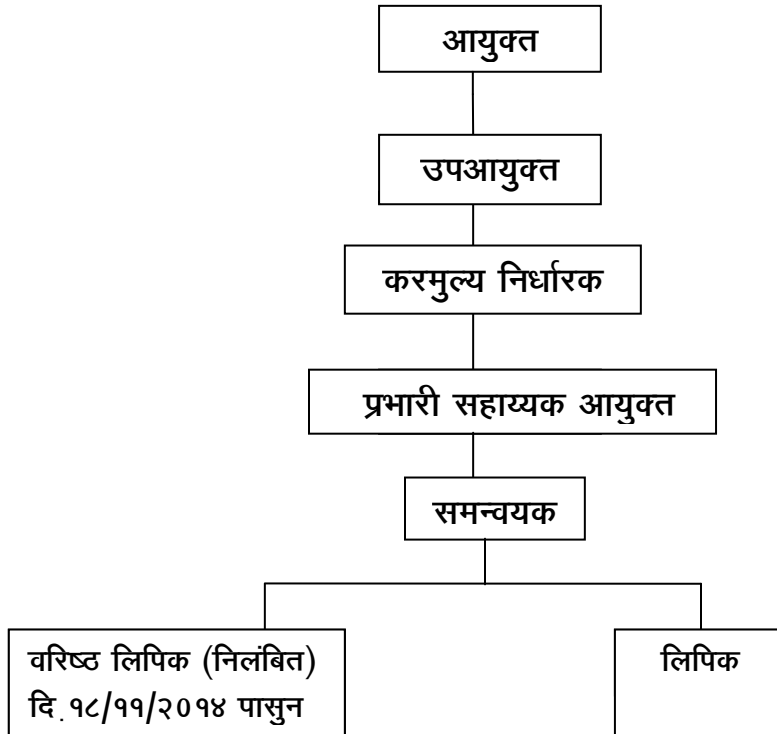 आयुक्त
उपआयुक्त
करमुल्य निर्धारक
प्रभारी सहाय्यक आयुक्त
समन्वयक
वरिष्ठ लिपिक (निलंबित)
दि.१८/११/२०१४ पासुन
लिपिक